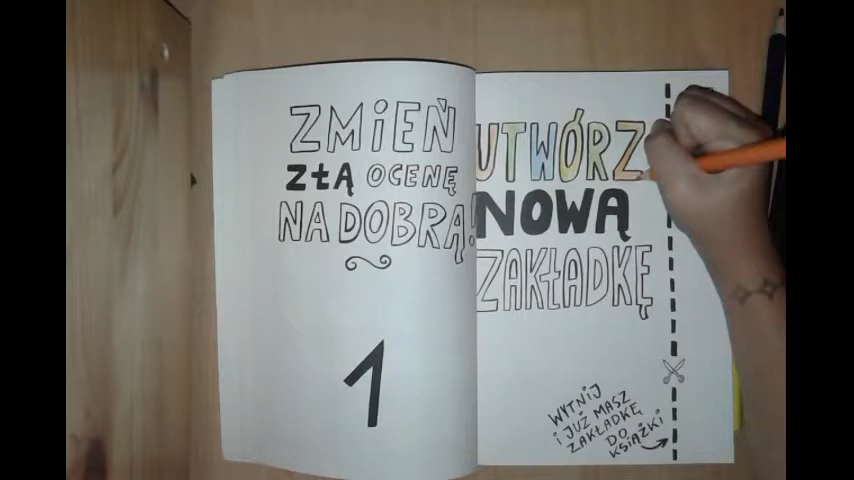 ZMiEŃ
ZŁĄ OCENĘ
NA DOBRĄ!
1
UTWÓRZ
NOWĄ
ZAKŁADKĘ
WYTNIJ
i JUŻ MASZ
ZAKŁADKĘ
DO
KSIĄŻKI